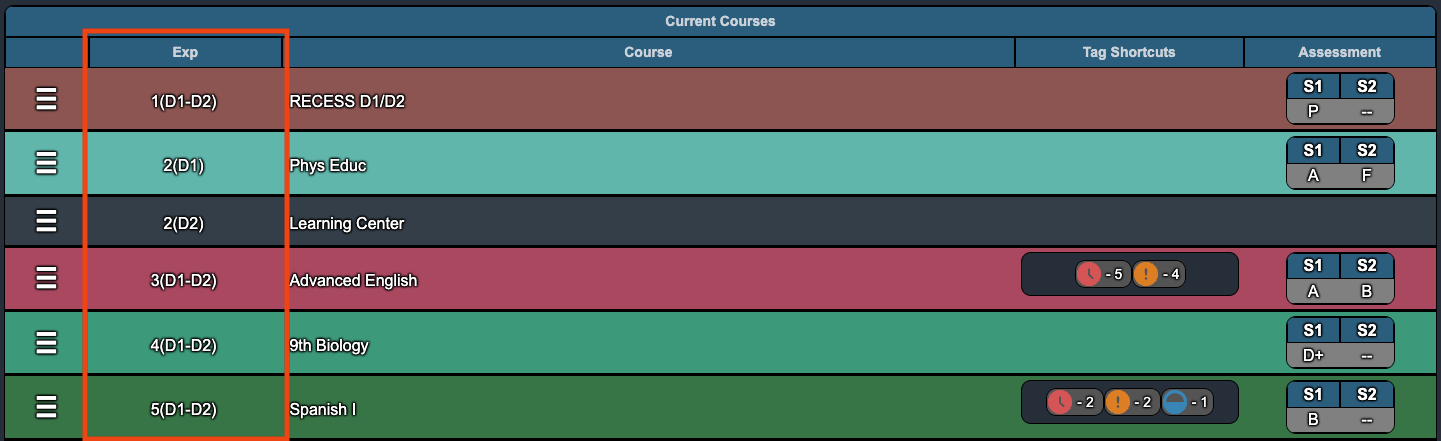 Current Courses
Exp Course Tag Shortcuts Assessment
1(D1-D2) RECESS D1/D2 S1 S2
P --
2(D1) Phys Educ S1 S2
A F
2(D2) Learning Center
3(D1-D2) Advanced English - 5 ! - 4 S1 S2
A B
4(D1-D2) 9th Biology S1 S2
D+ --
5(D1-D2) Spanish I - 2 ! - 2 - 1 S1 S2
B --